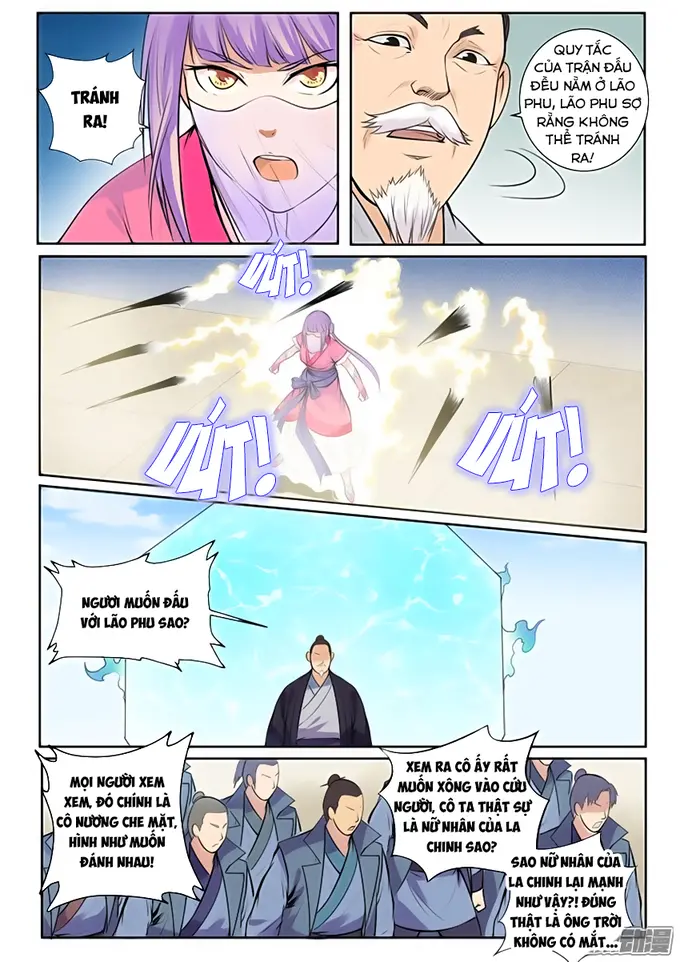 TRÁNH
RA!
QUY TẮC
CỦA TRẬN ĐẤU
ĐỀU NẰM Ở LÃO
PHU, LÃO PHU SỢ
RẰNG KHÔNG
THỂ TRÁNH
RA!
VÚT!
VÚT!
VÚT!
NGƯỜI MUỐN ĐẤU
VỚI LÃO PHU SAO?
MỌI NGƯỜI XEM
XEM, ĐÓ CHÍNH LÀ
CÔ NƯƠNG CHE MẶT,
HÌNH NHƯ MUỐN
ĐÁNH NHAU!
XEM RA CÔ ẤY RẤT
MUỐN XÔNG VÀO CỨU
NGƯỜI, CÔ TA THẬT SỰ
LÀ NỮ NHÂN CỦA LA
CHINH SAO?
SAO NỮ NHÂN CỦA
LA CHINH LẠI MẠNH
NHƯ VẬY?! ĐÚNG
THẬT LÀ ÔNG TRỜI
KHÔNG CÓ MẮT...
动漫